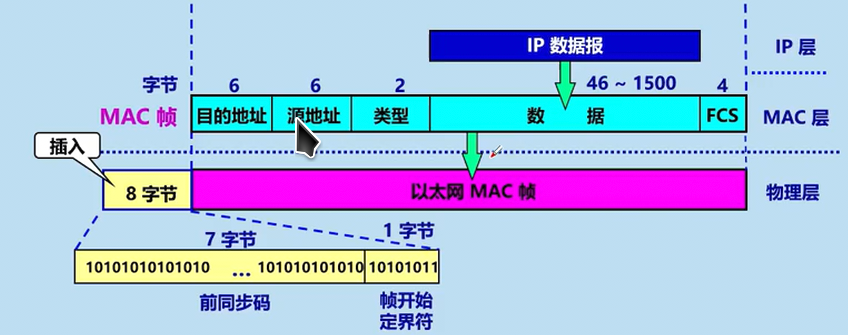 IP 数据报
IP 层
字节
6
6
2
46 ~ 1500
4
MAC 帧
目的地址
源地址
类型
数 据
FCS
MAC 层
插入
8 字节
以太网 MAC 帧
物理层
7 字节
1 字节
10101010101010 ... 101010101010
10101011
前同步码
帧开始
定界符